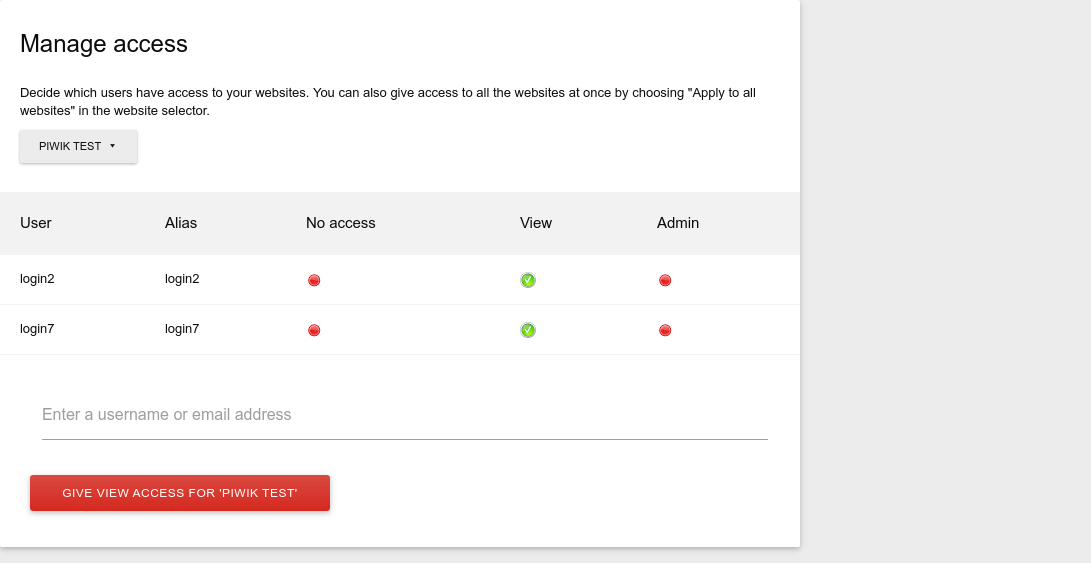 Manage access
Decide which users have access to your websites. You can also give access to all the websites at once by choosing "Apply to all
websites" in the website selector.
PIWIK TEST
User Alias No access View Admin
login2 login2
login7 login7
Enter a username or email address
GIVE VIEW ACCESS FOR 'PIWIK TEST'